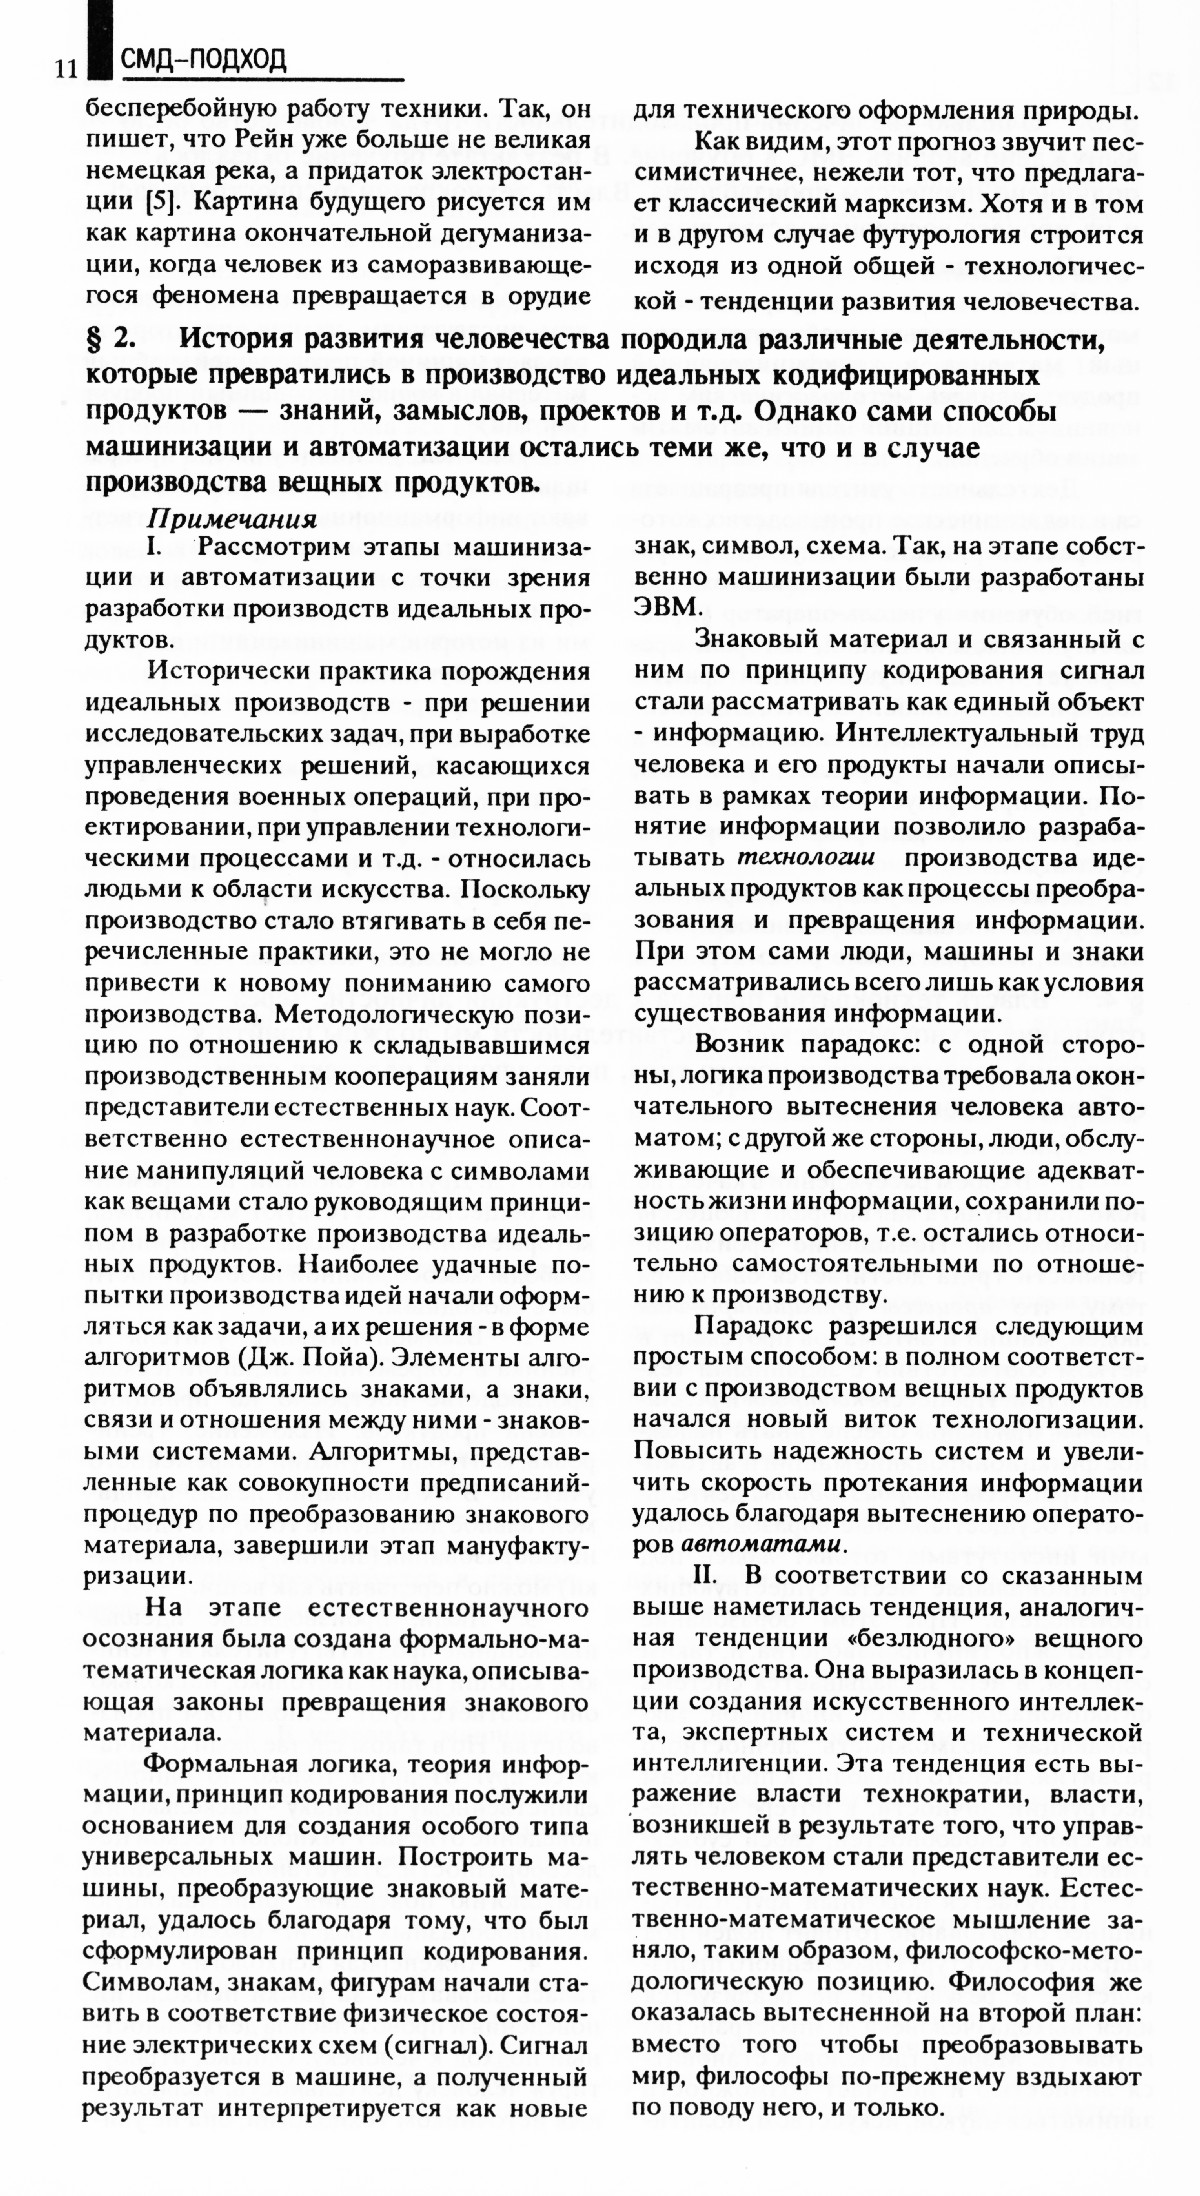 11
СМД-ПОДХОД
бесперебойную работу техники. Так, он
пишет, что Рейн уже больше не великая
немецкая река, а придаток электростан-
ции [5]. Картина будущего рисуется им
как картина окончательной дегуманиза-
ции, когда человек из саморазвивающе-
гося феномена превращается в орудие
для технического оформления природы.
Как видим, этот прогноз звучит пес-
симистичнее, нежели тот, что предлага-
ет классический марксизм. Хотя и в том
и в другом случае футурология строится
исходя из одной общей - технологичес-
кой - тенденции развития человечества.
§ 2. История развития человечества породила различные деятельности,
которые превратились в производство идеальных кодифицированных
продуктов — знаний, замыслов, проектов и т.д. Однако сами способы
машинизации и автоматизации остались теми же, что и в случае
производства вещных продуктов.
Примечания
I. Рассмотрим этапы машиниза-
ции и автоматизации с точки зрения
разработки производств идеальных про-
дуктов.
Исторически практика порождения
идеальных производств - при решении
исследовательских задач, при выработке
управленческих решений, касающихся
проведения военных операций, при про-
ектировании, при управлении технологи-
ческими процессами и т.д. - относилась
людьми к области искусства. Поскольку
производство стало втягивать в себя пе-
речисленные практики, это не могло не
привести к новому пониманию самого
производства. Методологическую пози-
цию по отношению к складывавшимся
производственным кооперациям заняли
представители естественных наук. Соот-
ветственно естественнонаучное описа-
ние манипуляций человека с символами
как вещами стало руководящим принци-
пом в разработке производства идеаль-
ных продуктов. Наиболее удачные по-
пытки производства идей начали оформ-
ляться как задачи, а их решения - в форме
алгоритмов (Дж. Пойа). Элементы алго-
ритмов объявлялись знаками, а знаки,
связи и отношения между ними - знаков-
ыми системами. Алгоритмы, представ-
ленные как совокупности предписаний-
процедур по преобразованию знакового
материала, завершили этап мануфакту-
ризации.
На этапе естественнонаучного
осознания была создана формально-ма-
тематическая логика как наука, описыва-
ющая законы превращения знакового
материала.
Формальная логика, теория инфор-
мации, принцип кодирования послужили
основанием для создания особого типа
универсальных машин. Построить ма-
шины, преобразующие знаковый мате-
риал, удалось благодаря тому, что был
сформулирован принцип кодирования.
Символам, знакам, фигурам начали ста-
вить в соответствие физическое состоя-
ние электрических схем (сигнал). Сигнал
преобразуется в машине, а полученный
результат интерпретируется как новые
знак, символ, схема. Так, на этапе собст-
венно машинизации были разработаны
ЭВМ.
Знаковый материал и связанный с
ним по принципу кодирования сигнал
стали рассматривать как единый объект
- информацию. Интеллектуальный труд
человека и его продукты начали описы-
вать в рамках теории информации. По-
нятие информации позволило разраба-
тывать технологии производства иде-
альных продуктов как процессы преобра-
зования и превращения информации.
При этом сами люди, машины и знаки
рассматривались всего лишь как условия
существования информации.
Возник парадокс: с одной сторо-
ны, логика производства требовала окон-
чательного вытеснения человека авто-
матом; с другой же стороны, люди, обслу-
живающие и обеспечивающие адекват-
ность жизни информации, сохранили по-
зицию операторов, т.е. остались относи-
тельно самостоятельными по отноше-
нию к производству.
Парадокс разрешился следующим
простым способом: в полном соответст-
вии с производством вещных продуктов
начался новый виток технологизации.
Повысить надежность систем и увели-
чить скорость протекания информации
удалось благодаря вытеснению операто-
ров автоматами.
II. В соответствии со сказанным
выше наметилась тенденция, аналогич-
ная тенденции «безлюдного» вещного
производства. Она выразилась в концеп-
ции создания искусственного интеллек-
та, экспертных систем и технической
интеллигенции. Эта тенденция есть вы-
ражение власти технократии, власти,
возникшей в результате того, что управ-
лять человеком стали представители ес-
тественно-математических наук. Естес-
твенно-математическое мышление за-
няло, таким образом, философско-мето-
дологическую позицию. Философия же
оказалась вытесненной на второй план:
вместо того чтобы преобразовывать
мир, философы по-прежнему вздыхают
по поводу него, и только.